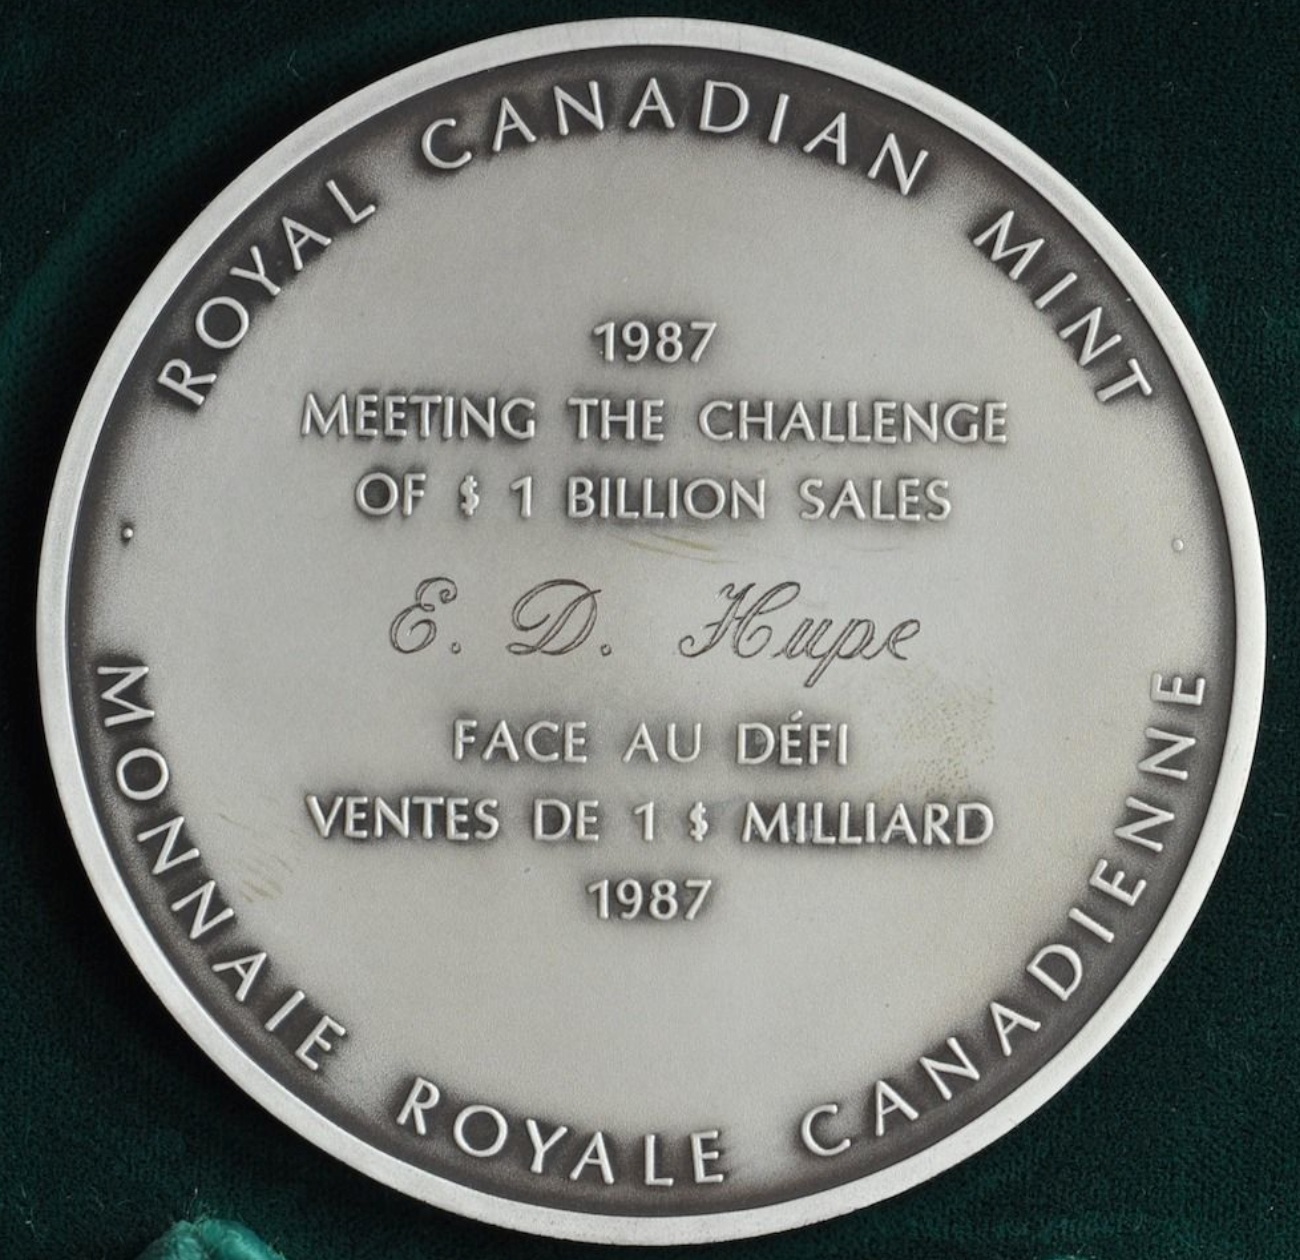 ROYAL CANADIAN MINT
1987
MEETING THE CHALLENGE
OF $ 1 BILLION SALES
E. D. Hupe
FACE AU DÉFI
VENTES DE 1 $ MILLIARD
1987
MONNAIE ROYALE CANADIENNE